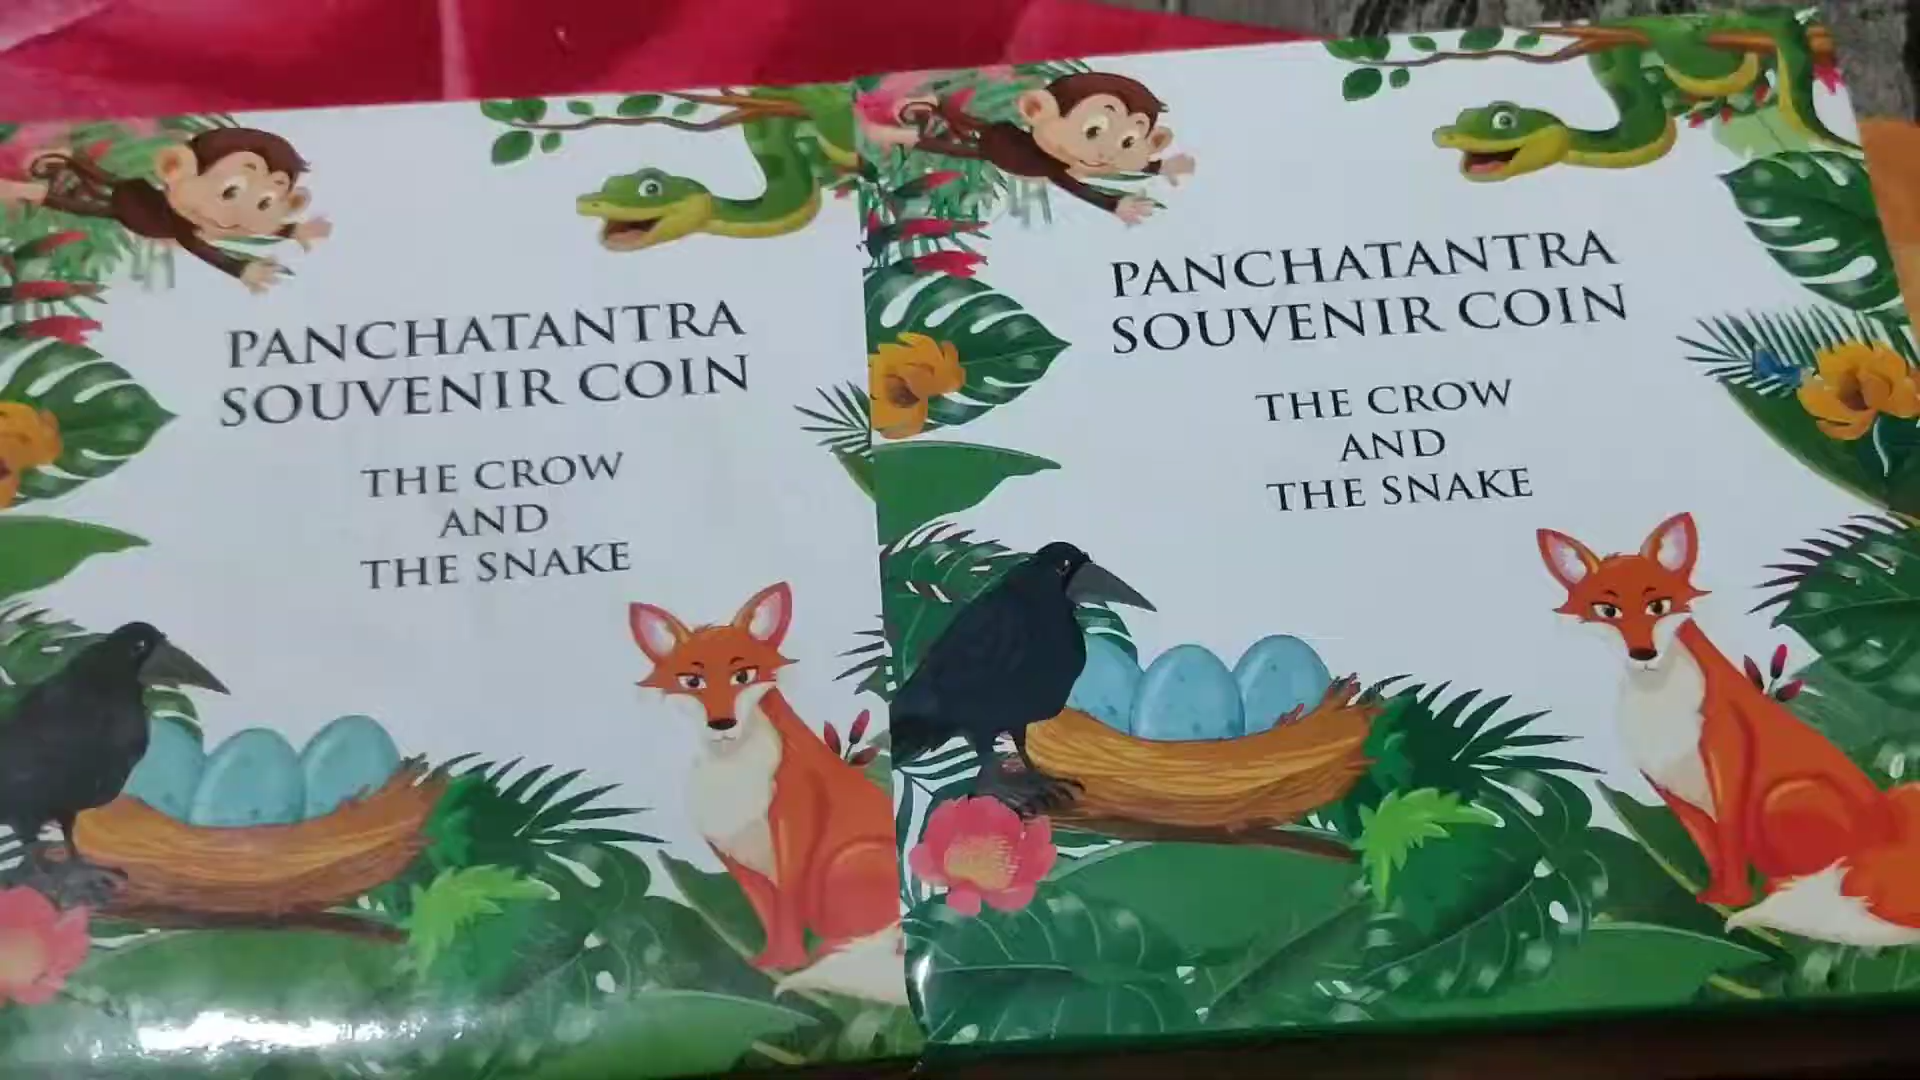 PANCHATANTRA
SOUVENIR COIN
THE CROW
AND
THE SNAKE
PANCHATANTRA
SOUVENIR COIN
THE CROW
AND
THE SNAKE